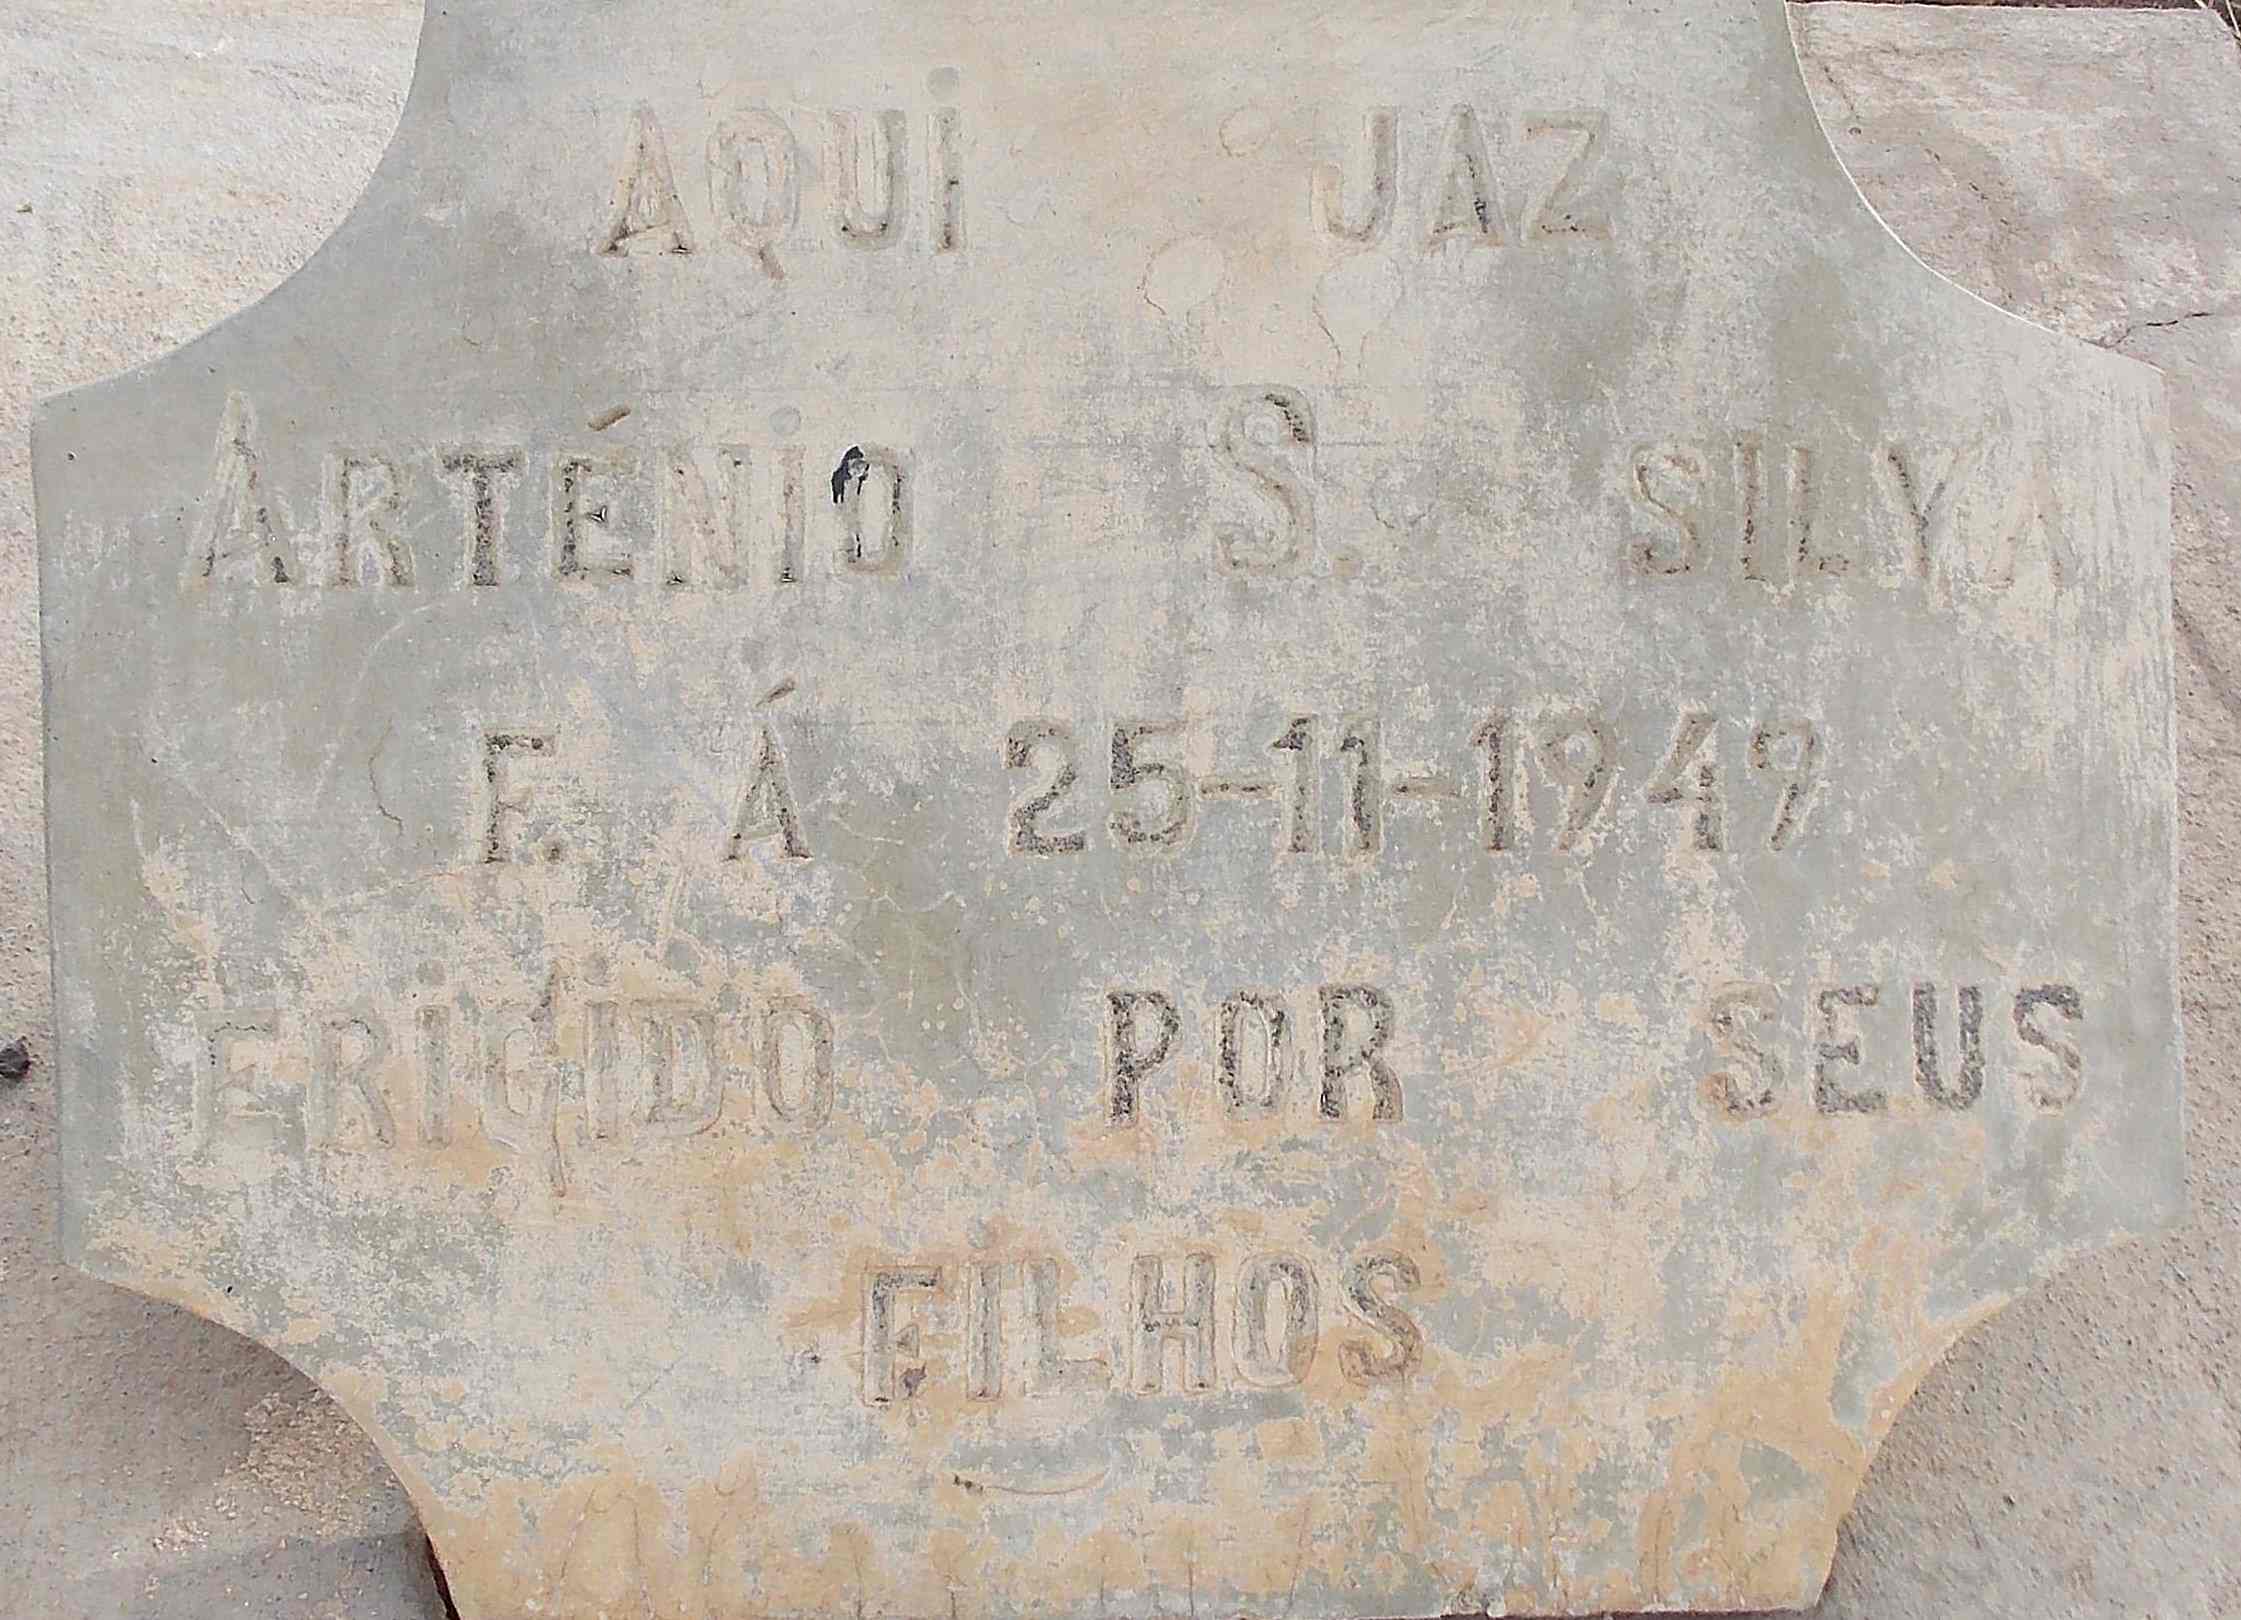 AQUI JAZ
ARTÉNIO S. SILVA
F. Á 25-11-1949
ERIGIDO POR SEUS
FILHOS